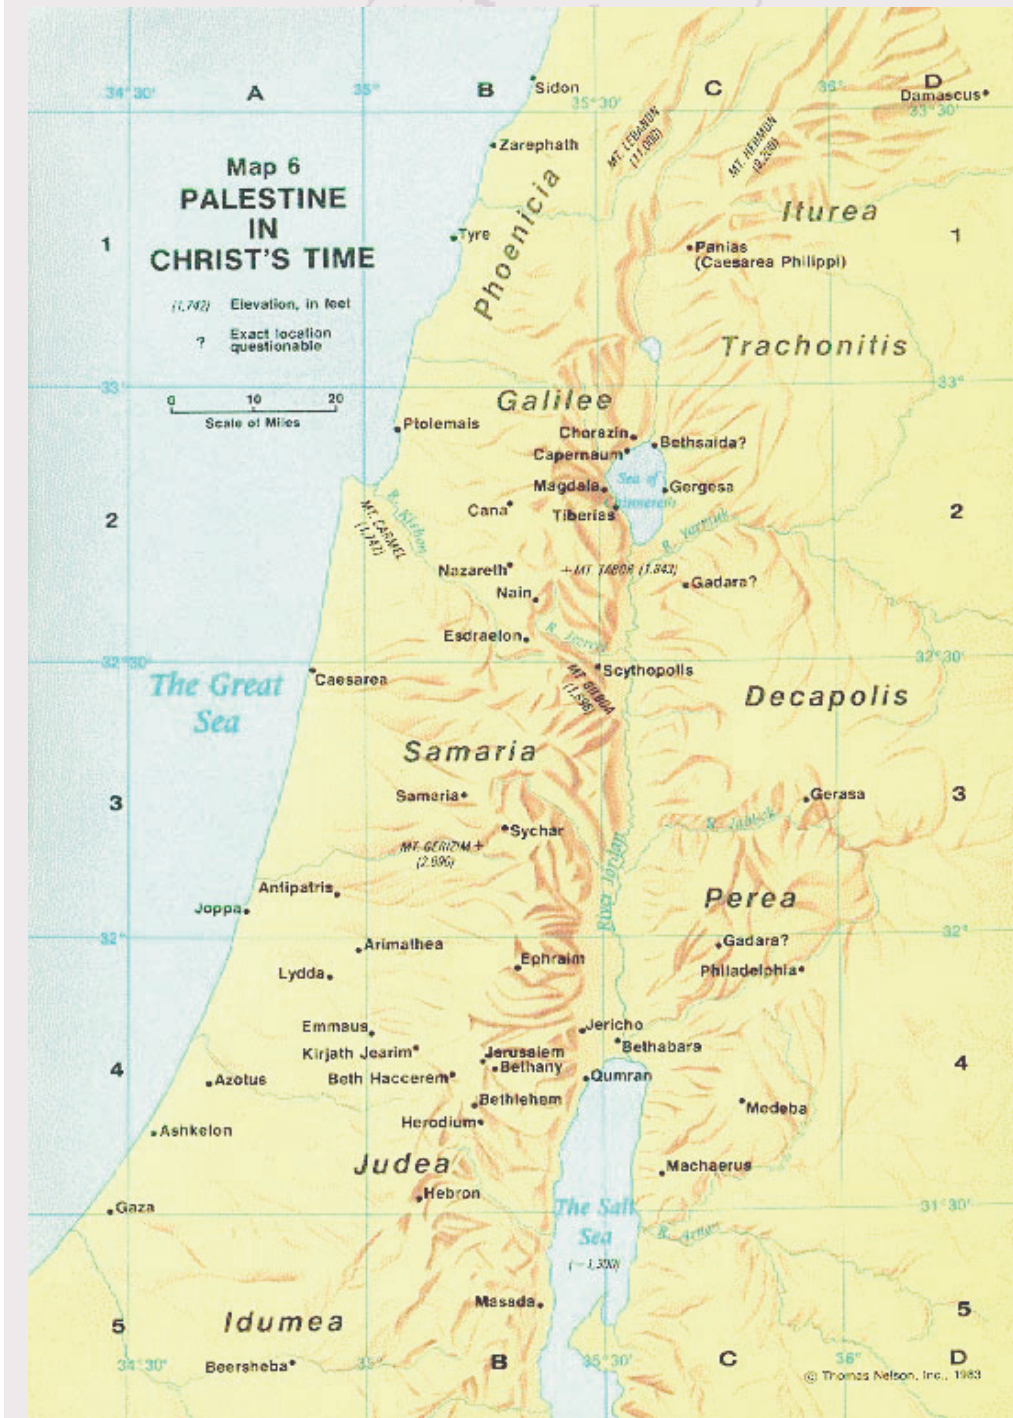 34°30'
A
35°
B
Sidon
35°30'
C
36°
D
Damascus
33°30'
Zarephath
MT. LEBANON
(11,000)
MT. HERMON
Map 6
PALESTINE
IN
CHRIST'S TIME
Phoenicia
Iturea
1
Tyre
1
Panias
(Caesarea Philippi)
(1,742) Elevation, in feet
? Exact location
questionable
Trachonitis
33°
33°
0 10 20
Scale of Miles
Galilee
Ptolemais
Chorazin
Bethsaida?
Capernaum
Sea of
Chinnereth
Magdala
Gergesa
Cana
Tiberias
2
2
R. Kishon
MT. CARMEL
R. Yarmuk
Nazareth
MT. TABOR (1,843)
Gadara?
Nain
Esdraelon
R. Jezreel
32°30'
32°30'
Scythopolis
Caesarea
The Great
Sea
MT. GILBOA
(1,696)
Decapolis
Samaria
3
Samaria
Gerasa
3
Sychar
R. Jabbok
MT. GERIZIM
River Jordan
Antipatris
Perea
Joppa
32°
32°
Arimathea
Gadara?
Ephraim
Lydda
Philadelphia
Emmaus
Jericho
Kirjath Jearim
Jerusalem
Bethabara
4
Bethany
4
Azotus
Beth Haccerem
Qumran
Bethlehem
Medeba
Herodium
Ashkelon
Judea
Machaerus
Hebron
Gaza
The Salt
Sea
31°30'
R. Arnon
(-1,300)
Masada
5
Idumea
5
34°30'
Beersheba
35°
B
35°30'
C
36°
D
© Thomas Nelson, Inc., 1983